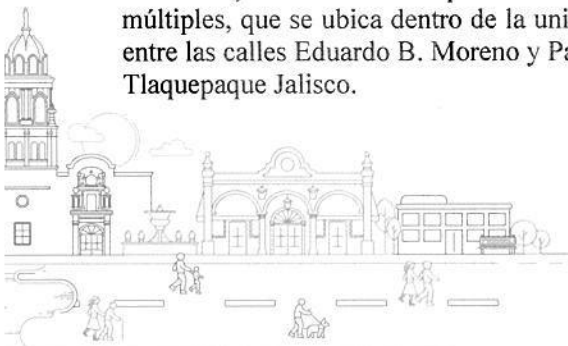 múltiples, que se ubica dentro de la uni
entre las calles Eduardo B. Moreno y Pa
Tlaquepaque Jalisco.